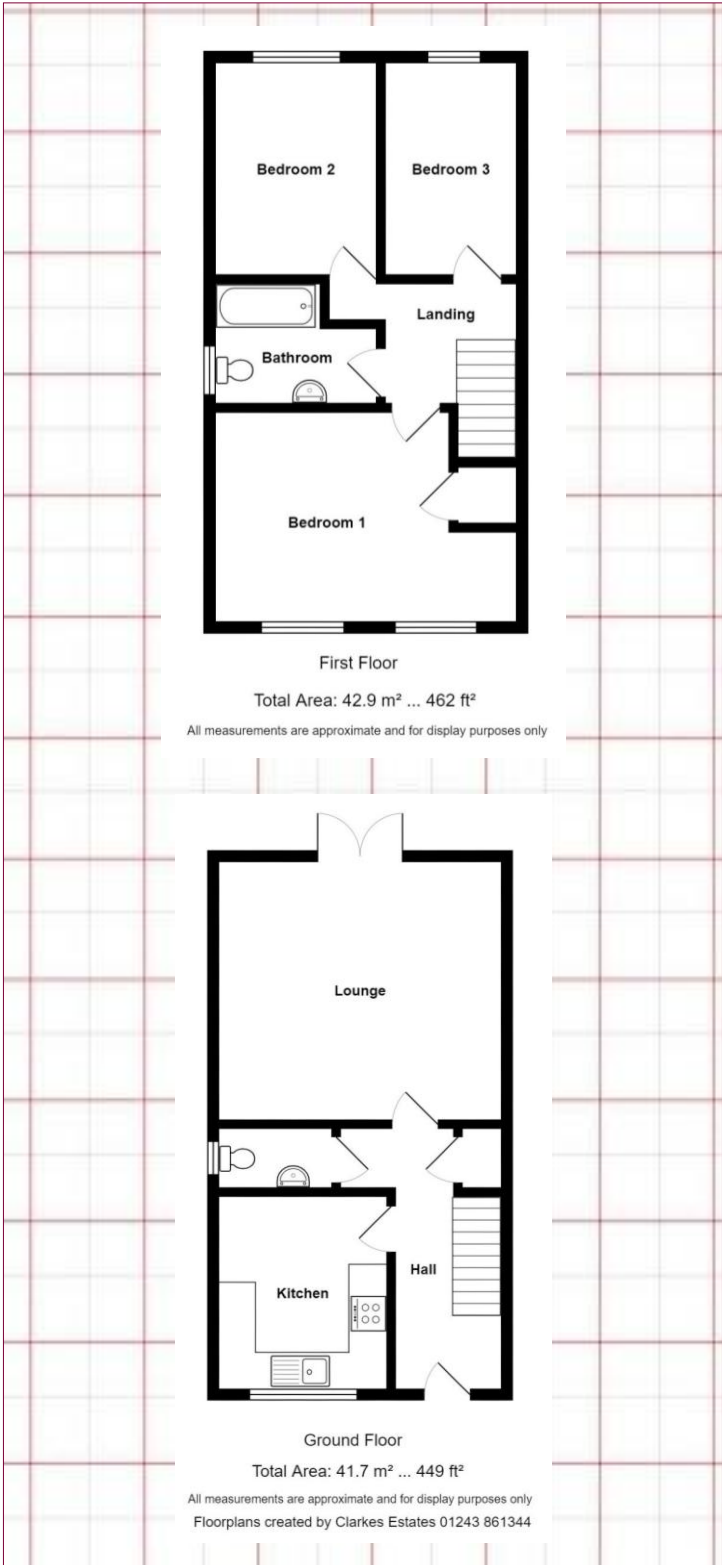 Bedroom 2
Bedroom 3
Landing
Bathroom
Bedroom 1
First Floor
Total Area: 42.9 m² ... 462 ft²
All measurements are approximate and for display purposes only
Lounge
Hall
Kitchen
Ground Floor
Total Area: 41.7 m² ... 449 ft²
All measurements are approximate and for display purposes only
Floorplans created by Clarkes Estates 01243 861344